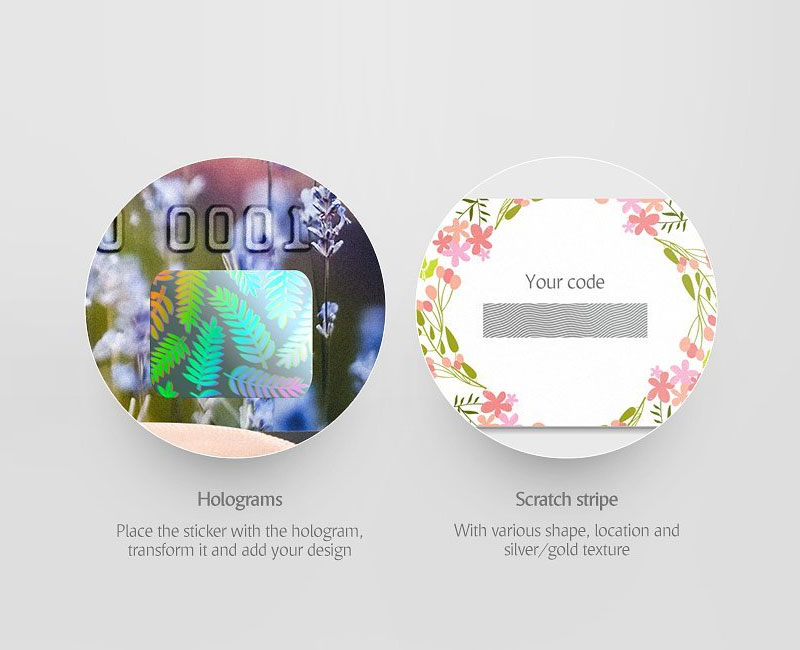 0 0001
Your code
Holograms
Place the sticker with the hologram,
transform it and add your design
Scratch stripe
With various shape, location and
silver/gold texture